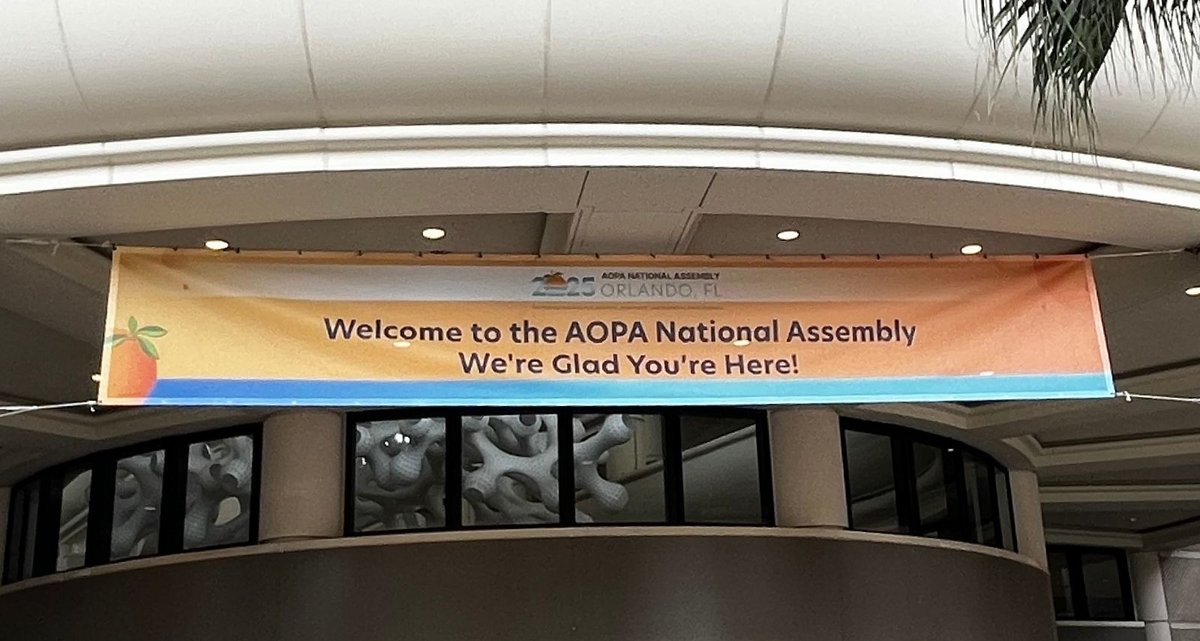 AOPA NATIONAL ASSEMBLY
2025 ORLANDO, FL
Welcome to the AOPA National Assembly
We're Glad You're Here!